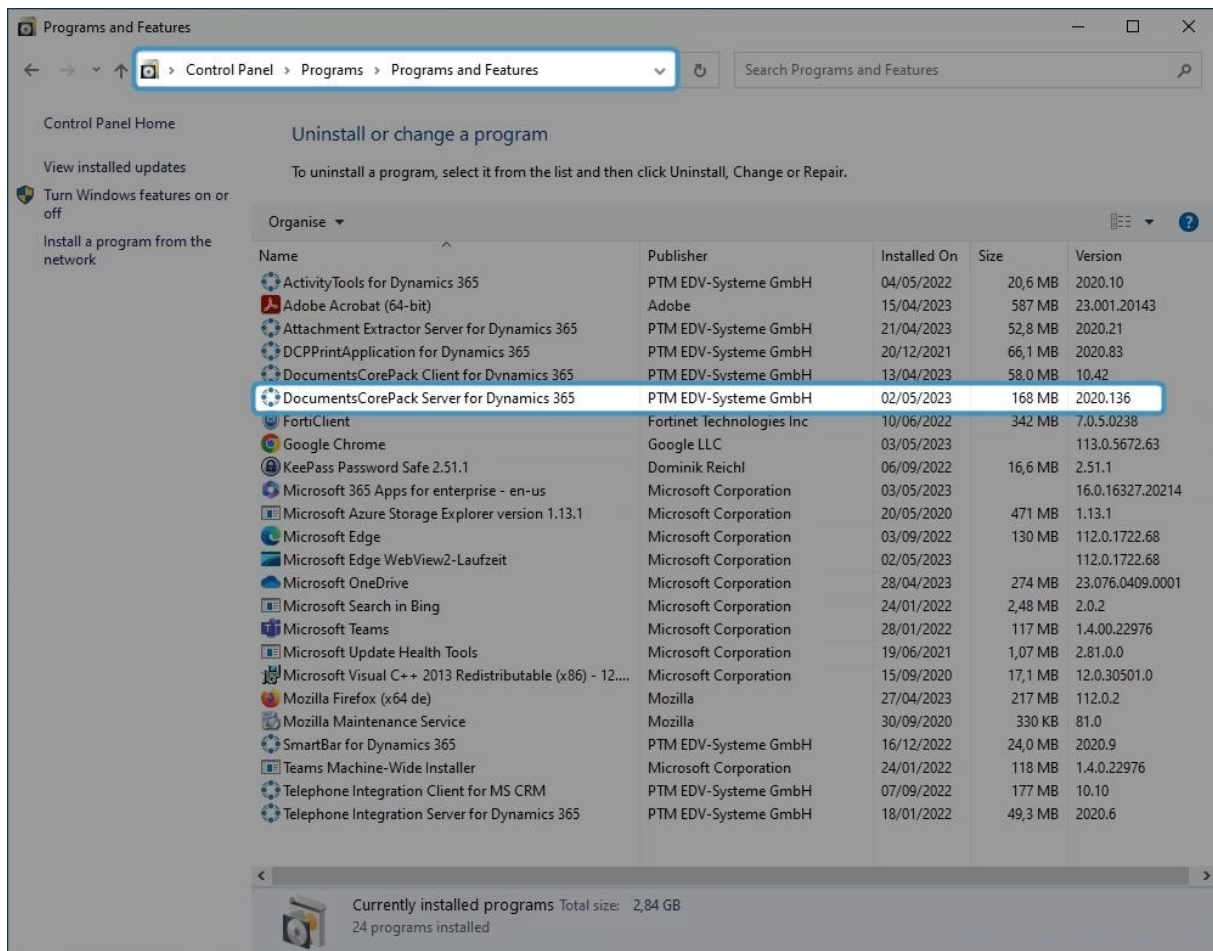 Programs and Features
Control Panel > Programs > Programs and Features
Search Programs and Features
Control Panel Home
View installed updates
Turn Windows features on or
off
Install a program from the
network
Uninstall or change a program
To uninstall a program, select it from the list and then click Uninstall, Change or Repair.
Organise
Name Publisher Installed On Size Version
ActivityTools for Dynamics 365 PTM EDV-Systeme GmbH 04/05/2022 20,6 MB 2020.10
Adobe Acrobat (64-bit) Adobe 15/04/2023 587 MB 23.001.20143
Attachment Extractor Server for Dynamics 365 PTM EDV-Systeme GmbH 21/04/2023 52,8 MB 2020.21
DCPPrintApplication for Dynamics 365 PTM EDV-Systeme GmbH 20/12/2021 66,1 MB 2020.83
DocumentsCorePack Client for Dynamics 365 PTM EDV-Systeme GmbH 13/04/2023 58,0 MB 10.42
DocumentsCorePack Server for Dynamics 365 PTM EDV-Systeme GmbH 02/05/2023 168 MB 2020.136
FortiClient Fortinet Technologies Inc 10/06/2022 342 MB 7.0.5.0238
Google Chrome Google LLC 03/05/2023 113.0.5672.63
KeePass Password Safe 2.51.1 Dominik Reichl 06/09/2022 16,6 MB 2.51.1
Microsoft 365 Apps for enterprise - en-us Microsoft Corporation 03/05/2023 16.0.16327.20214
Microsoft Azure Storage Explorer version 1.13.1 Microsoft Corporation 20/05/2020 471 MB 1.13.1
Microsoft Edge Microsoft Corporation 03/09/2022 130 MB 112.0.1722.68
Microsoft Edge WebView2-Laufzeit Microsoft Corporation 02/05/2023 112.0.1722.68
Microsoft OneDrive Microsoft Corporation 28/04/2023 274 MB 23.076.0409.0001
Microsoft Search in Bing Microsoft Corporation 24/01/2022 2,48 MB 2.0.2
Microsoft Teams Microsoft Corporation 28/01/2022 117 MB 1.4.00.22976
Microsoft Update Health Tools Microsoft Corporation 19/06/2021 1,07 MB 2.81.0.0
Microsoft Visual C++ 2013 Redistributable (x86) - 12.... Microsoft Corporation 15/09/2020 17,1 MB 12.0.30501.0
Mozilla Firefox (x64 de) Mozilla 27/04/2023 217 MB 112.0.2
Mozilla Maintenance Service Mozilla 30/09/2020 330 KB 81.0
SmartBar for Dynamics 365 PTM EDV-Systeme GmbH 16/12/2022 24,0 MB 2020.9
Teams Machine-Wide Installer Microsoft Corporation 24/01/2022 118 MB 1.4.0.22976
Telephone Integration Client for MS CRM PTM EDV-Systeme GmbH 07/09/2022 177 MB 10.10
Telephone Integration Server for Dynamics 365 PTM EDV-Systeme GmbH 18/01/2022 49,3 MB 2020.6
Currently installed programs Total size: 2,84 GB
24 programs installed